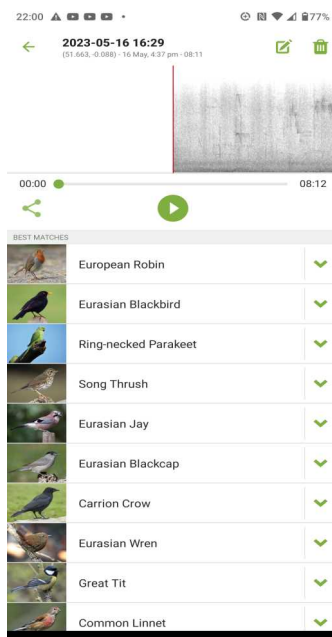 22:00
77%
2023-05-16 16:29
(51.663, -0.088) - 16 May, 4:37 pm - 08:11
00:00
08:12
BEST MATCHES
European Robin
Eurasian Blackbird
Ring-necked Parakeet
Song Thrush
Eurasian Jay
Eurasian Blackcap
Carrion Crow
Eurasian Wren
Great Tit
Common Linnet